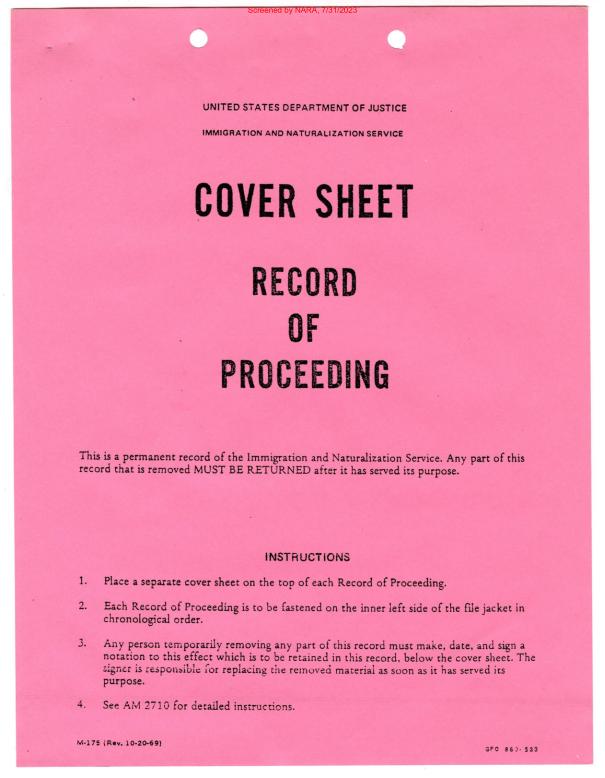 Screened by NARA, 7/31/2023
UNITED STATES DEPARTMENT OF JUSTICE
IMMIGRATION AND NATURALIZATION SERVICE
COVER SHEET
RECORD
OF
PROCEEDING
This is a permanent record of the Immigration and Naturalization Service. Any part of this
record that is removed MUST BE RETURNED after it has served its purpose.
INSTRUCTIONS
1. Place a separate cover sheet on the top of each Record of Proceeding.
2. Each Record of Proceeding is to be fastened on the inner left side of the file jacket in
chronological order.
3. Any person temporarily removing any part of this record must make, date, and sign a
notation to this effect which is to be retained in this record, below the cover sheet. The
signer is responsible for replacing the removed material as soon as it has served its
purpose.
4. See AM 2710 for detailed instructions.
M-175 (Rev. 10-20-69)
GPO